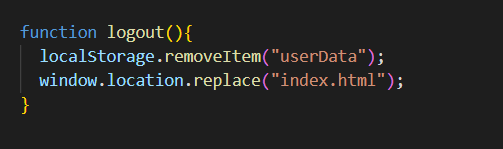 function logout(){
  localStorage.removeItem("userData");
  window.location.replace("index.html");
}